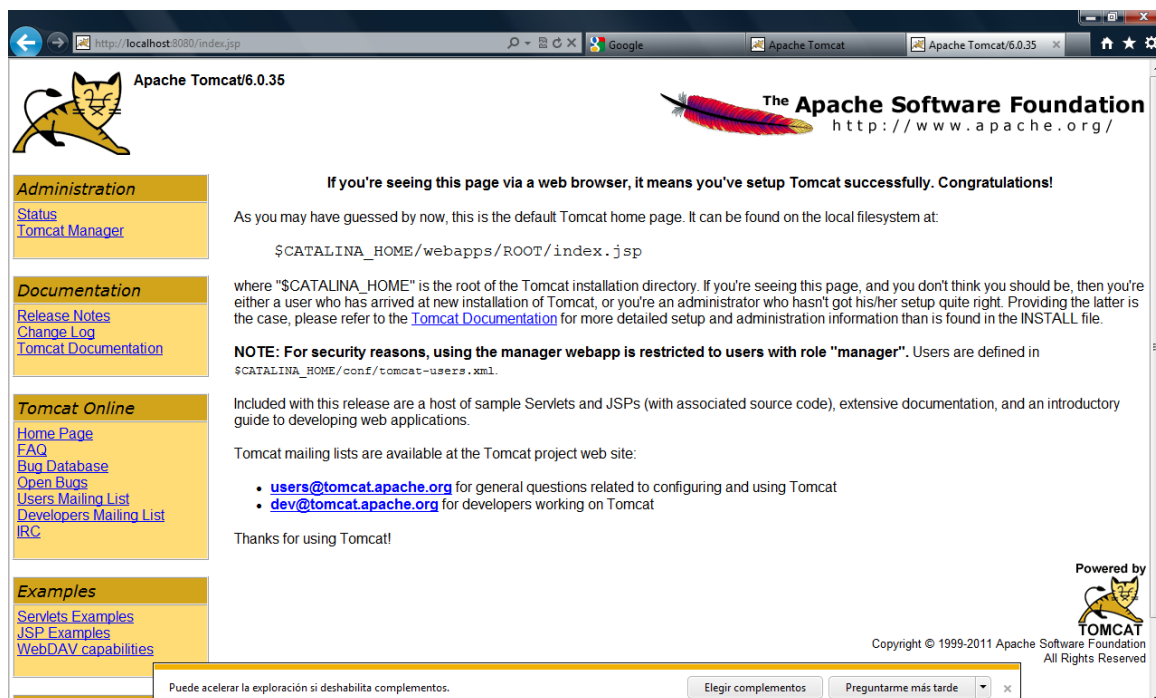 http://localhost:8080/index.jsp
Google
Apache Tomcat
Apache Tomcat/6.0.35
Apache Tomcat/6.0.35
The Apache Software Foundation
http://www.apache.org/
Administration
Status
Tomcat Manager
Documentation
Release Notes
Change Log
Tomcat Documentation
Tomcat Online
Home Page
FAQ
Bug Database
Open Bugs
Users Mailing List
Developers Mailing List
IRC
Examples
Servlets Examples
JSP Examples
WebDAV capabilities
If you're seeing this page via a web browser, it means you've setup Tomcat successfully. Congratulations!
As you may have guessed by now, this is the default Tomcat home page. It can be found on the local filesystem at:
$CATALINA_HOME/webapps/ROOT/index.jsp
where "$CATALINA_HOME" is the root of the Tomcat installation directory. If you're seeing this page, and you don't think you should be, then you're
either a user who has arrived at new installation of Tomcat, or you're an administrator who hasn't got his/her setup quite right. Providing the latter is
the case, please refer to the Tomcat Documentation for more detailed setup and administration information than is found in the INSTALL file.
NOTE: For security reasons, using the manager webapp is restricted to users with role "manager". Users are defined in
$CATALINA_HOME/conf/tomcat-users.xml.
Included with this release are a host of sample Servlets and JSPs (with associated source code), extensive documentation, and an introductory
guide to developing web applications.
Tomcat mailing lists are available at the Tomcat project web site:
• users@tomcat.apache.org for general questions related to configuring and using Tomcat
• dev@tomcat.apache.org for developers working on Tomcat
Thanks for using Tomcat!
Powered by
TOMCAT
Copyright © 1999-2011 Apache Software Foundation
All Rights Reserved
Puede acelerar la exploración si deshabilita complementos.
Elegir complementos
Preguntarme más tarde